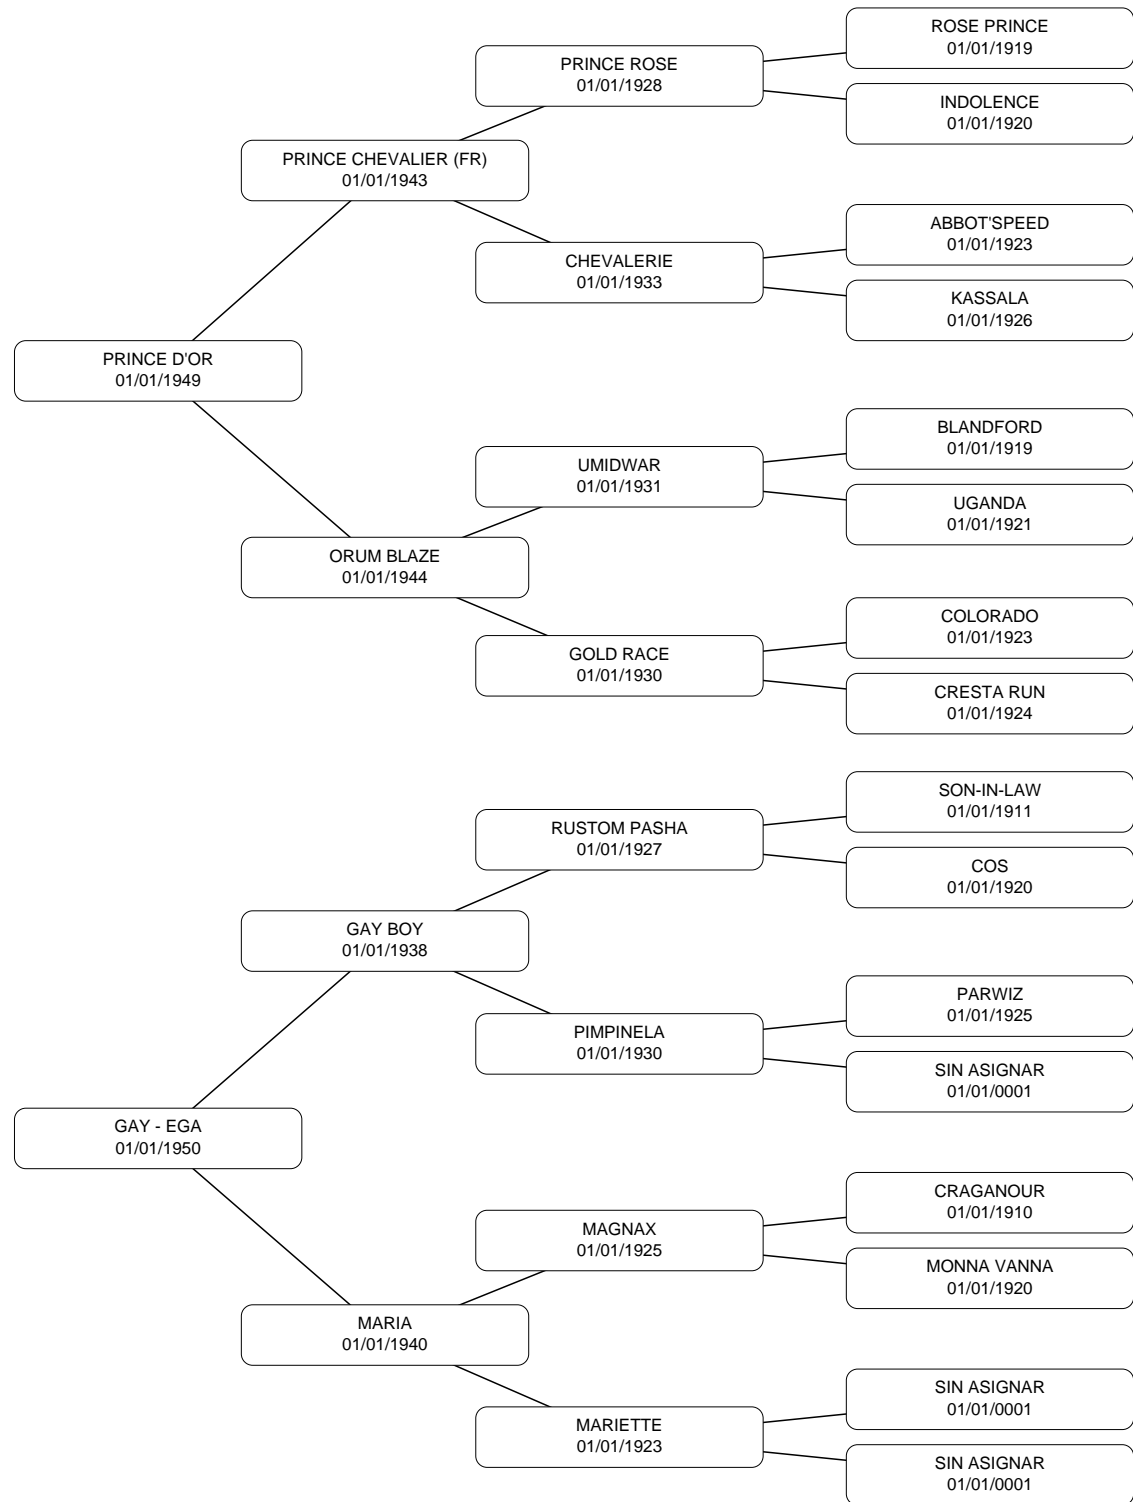 ROSE PRINCE
01/01/1919
PRINCE ROSE
01/01/1928
INDOLENCE
01/01/1920
PRINCE CHEVALIER (FR)
01/01/1943
ABBOT'SPEED
01/01/1923
CHEVALERIE
01/01/1933
KASSALA
01/01/1926
PRINCE D'OR
01/01/1949
BLANDFORD
01/01/1919
UMIDWAR
01/01/1931
UGANDA
01/01/1921
ORUM BLAZE
01/01/1944
COLORADO
01/01/1923
GOLD RACE
01/01/1930
CRESTA RUN
01/01/1924
SON-IN-LAW
01/01/1911
RUSTOM PASHA
01/01/1927
COS
01/01/1920
GAY BOY
01/01/1938
PARWIZ
01/01/1925
PIMPINELA
01/01/1930
SIN ASIGNAR
01/01/0001
GAY - EGA
01/01/1950
CRAGANOUR
01/01/1910
MAGNAX
01/01/1925
MONNA VANNA
01/01/1920
MARIA
01/01/1940
SIN ASIGNAR
01/01/0001
MARIETTE
01/01/1923
SIN ASIGNAR
01/01/0001